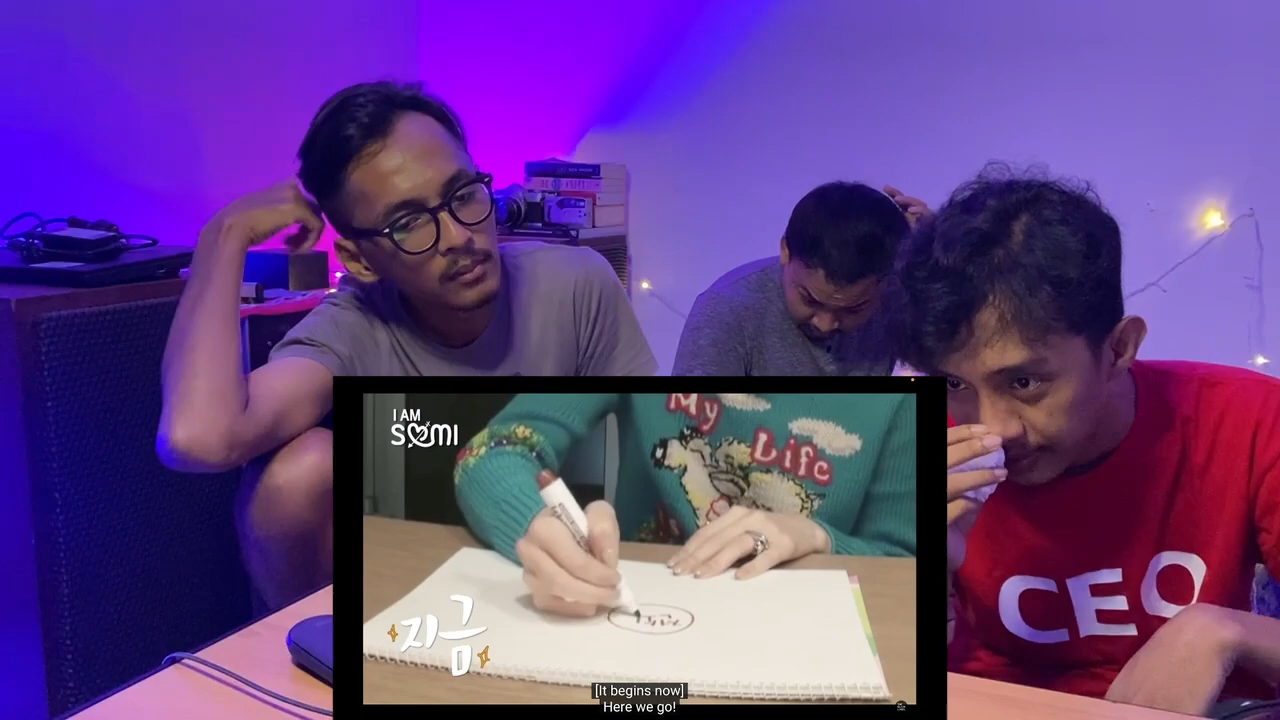 I AM
SOMI
My
Life
CEO
지금
[It begins now]
Here we go!